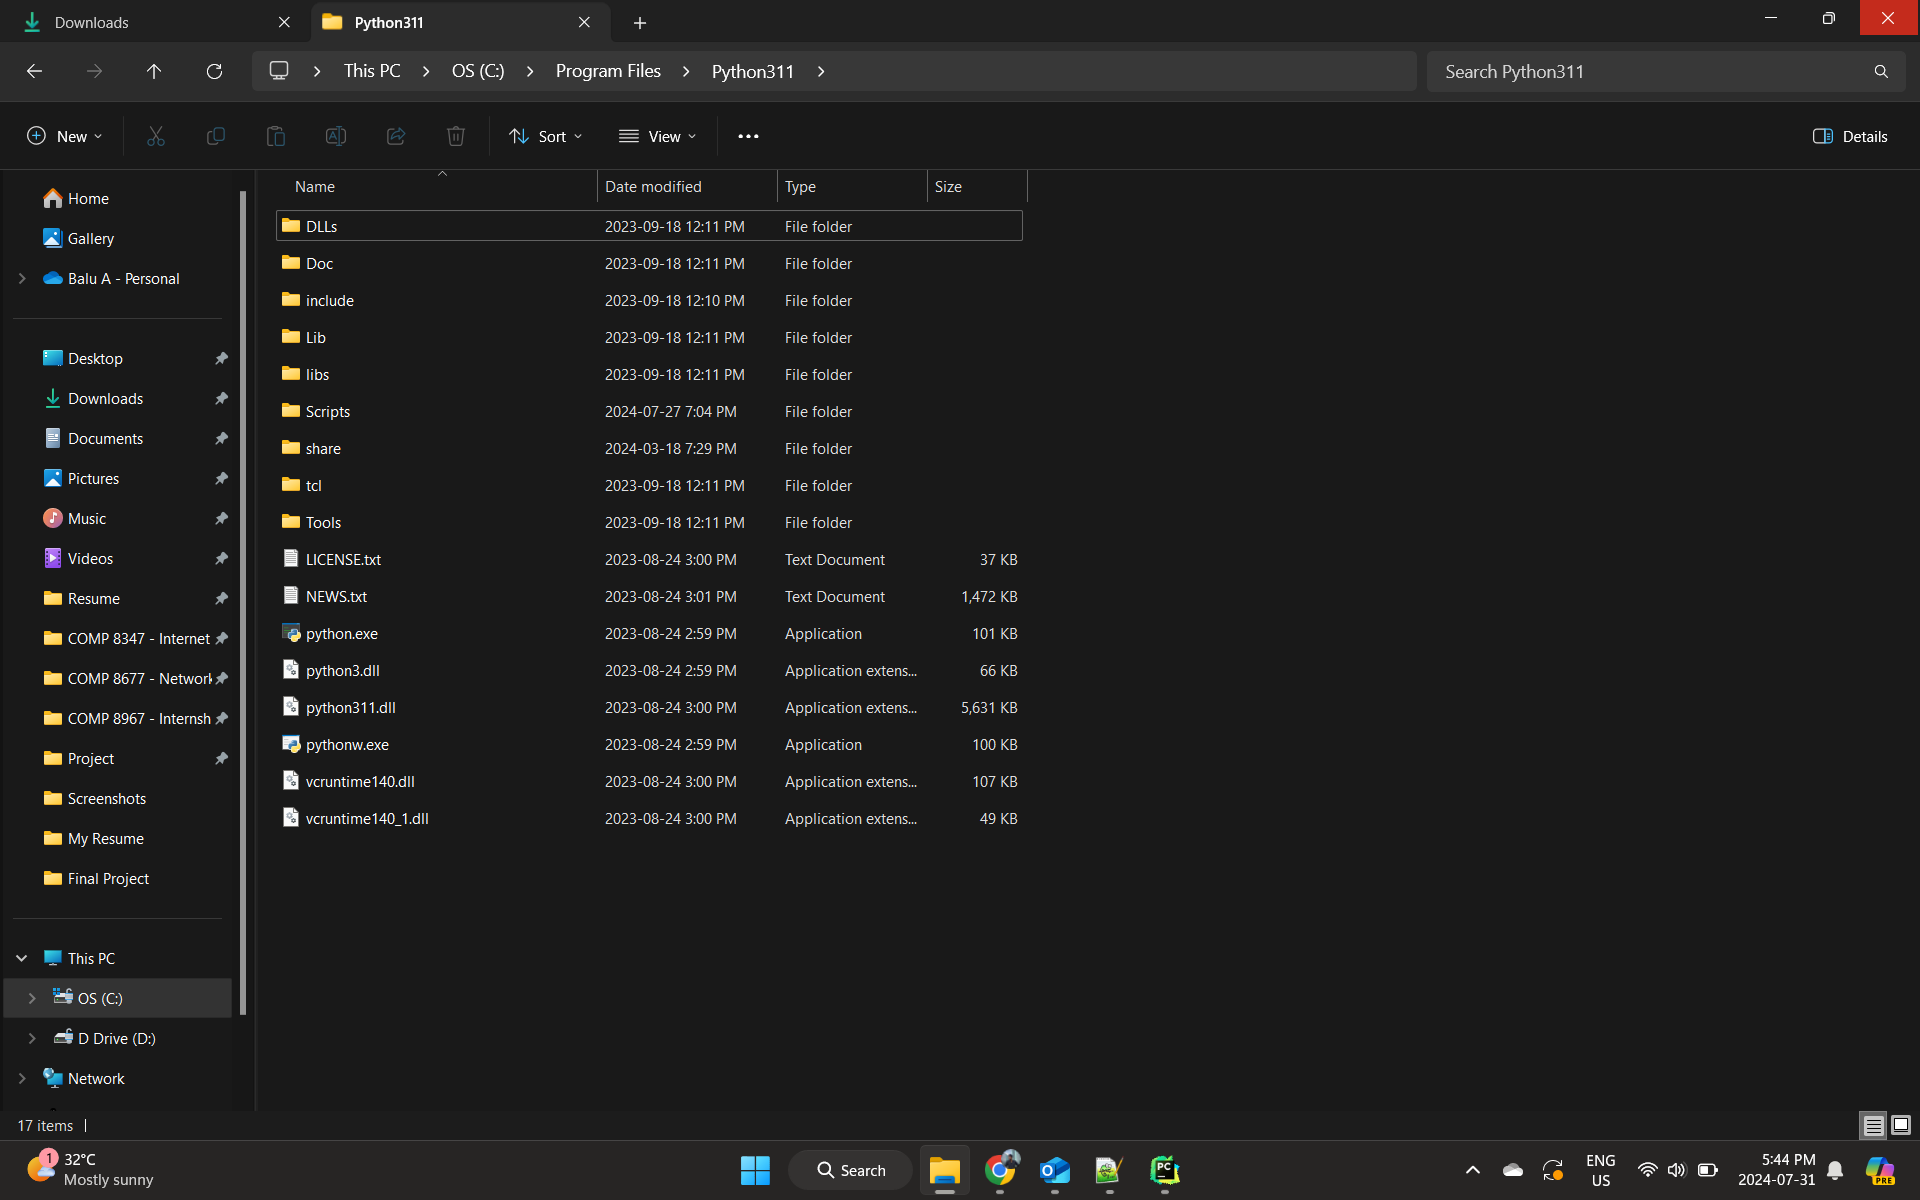 Downloads
Python311
This PC > OS (C:) > Program Files > Python311 >
Search Python311
New
Sort
View
Details
Name Date modified Type Size
DLLs 2023-09-18 12:11 PM File folder
Doc 2023-09-18 12:11 PM File folder
include 2023-09-18 12:10 PM File folder
Lib 2023-09-18 12:11 PM File folder
libs 2023-09-18 12:11 PM File folder
Scripts 2024-07-27 7:04 PM File folder
share 2024-03-18 7:29 PM File folder
tcl 2023-09-18 12:11 PM File folder
Tools 2023-09-18 12:11 PM File folder
LICENSE.txt 2023-08-24 3:00 PM Text Document 37 KB
NEWS.txt 2023-08-24 3:01 PM Text Document 1,472 KB
python.exe 2023-08-24 2:59 PM Application 101 KB
python3.dll 2023-08-24 2:59 PM Application extens... 66 KB
python311.dll 2023-08-24 3:00 PM Application extens... 5,631 KB
pythonw.exe 2023-08-24 2:59 PM Application 100 KB
vcruntime140.dll 2023-08-24 3:00 PM Application extens... 107 KB
vcruntime140_1.dll 2023-08-24 3:00 PM Application extens... 49 KB
Home
Gallery
Balu A - Personal
Desktop
Downloads
Documents
Pictures
Music
Videos
Resume
COMP 8347 - Internet
COMP 8677 - Network
COMP 8967 - Internsh
Project
Screenshots
My Resume
Final Project
This PC
OS (C:)
D Drive (D:)
Network
17 items
1
32°C
Mostly sunny
Search
PC
ENG
US
5:44 PM
2024-07-31
PRE